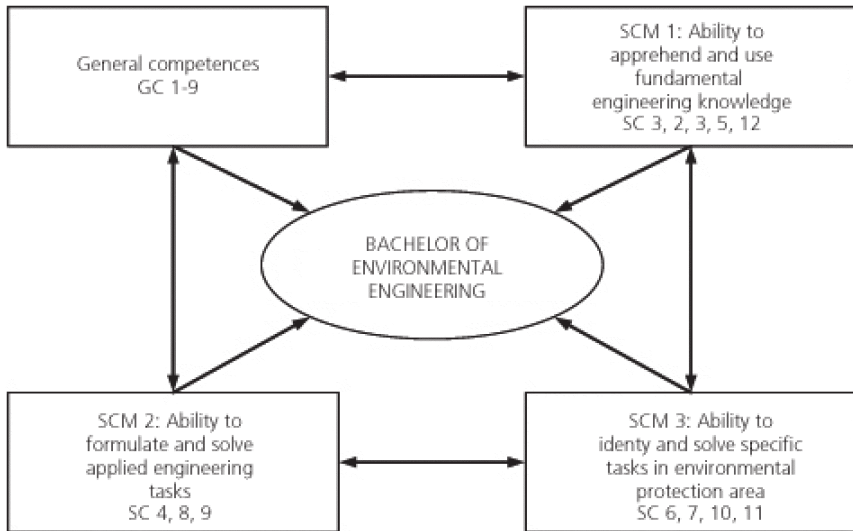 General competences
GC 1-9
SCM 1: Ability to
apprehend and use
fundamental
engineering knowledge
SC 3, 2, 3, 5, 12
BACHELOR OF
ENVIRONMENTAL
ENGINEERING
SCM 2: Ability to
formulate and solve
applied engineering
tasks
SC 4, 8, 9
SCM 3: Ability to
identy and solve specific
tasks in environmental
protection area
SC 6, 7, 10, 11